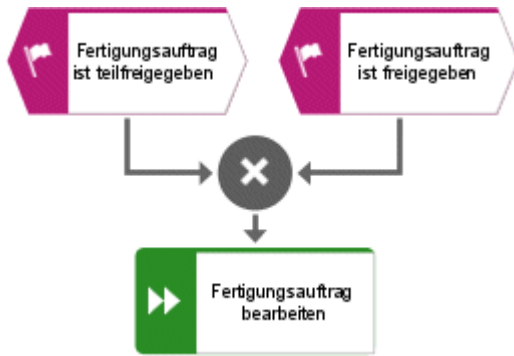 Fertigungsauftrag
ist teilfreigegeben
Fertigungsauftrag
ist freigegeben
Fertigungsauftrag
bearbeiten